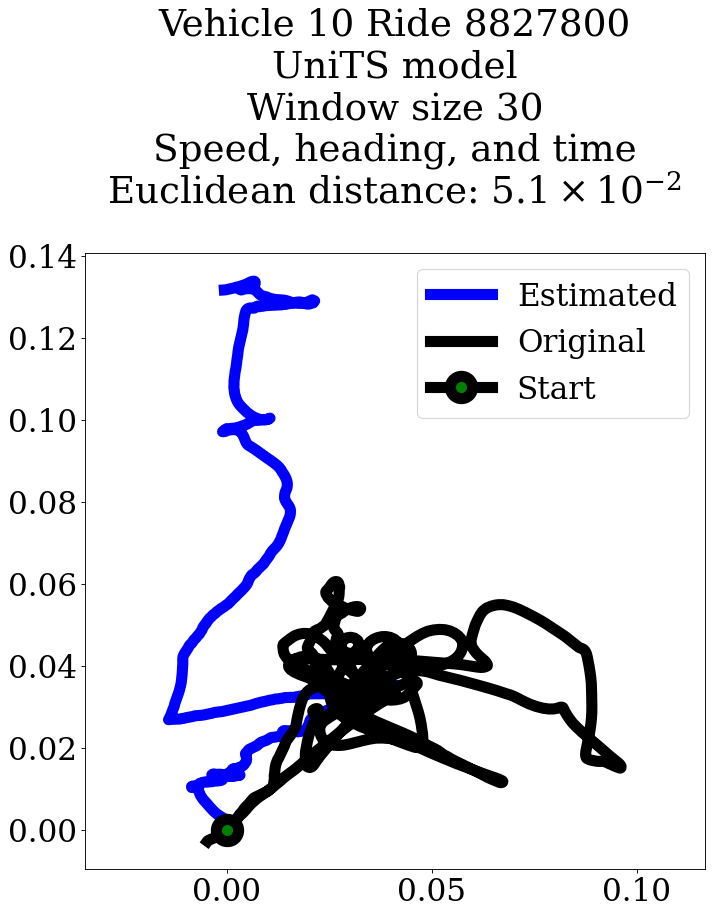 Vehicle 10 Ride 8827800
UniTS model
Window size 30
Speed, heading, and time
Euclidean distance: 5.1 × 10⁻²
0.14
0.12
0.10
0.08
0.06
0.04
0.02
0.00
Estimated
Original
Start
0.00 0.05 0.10